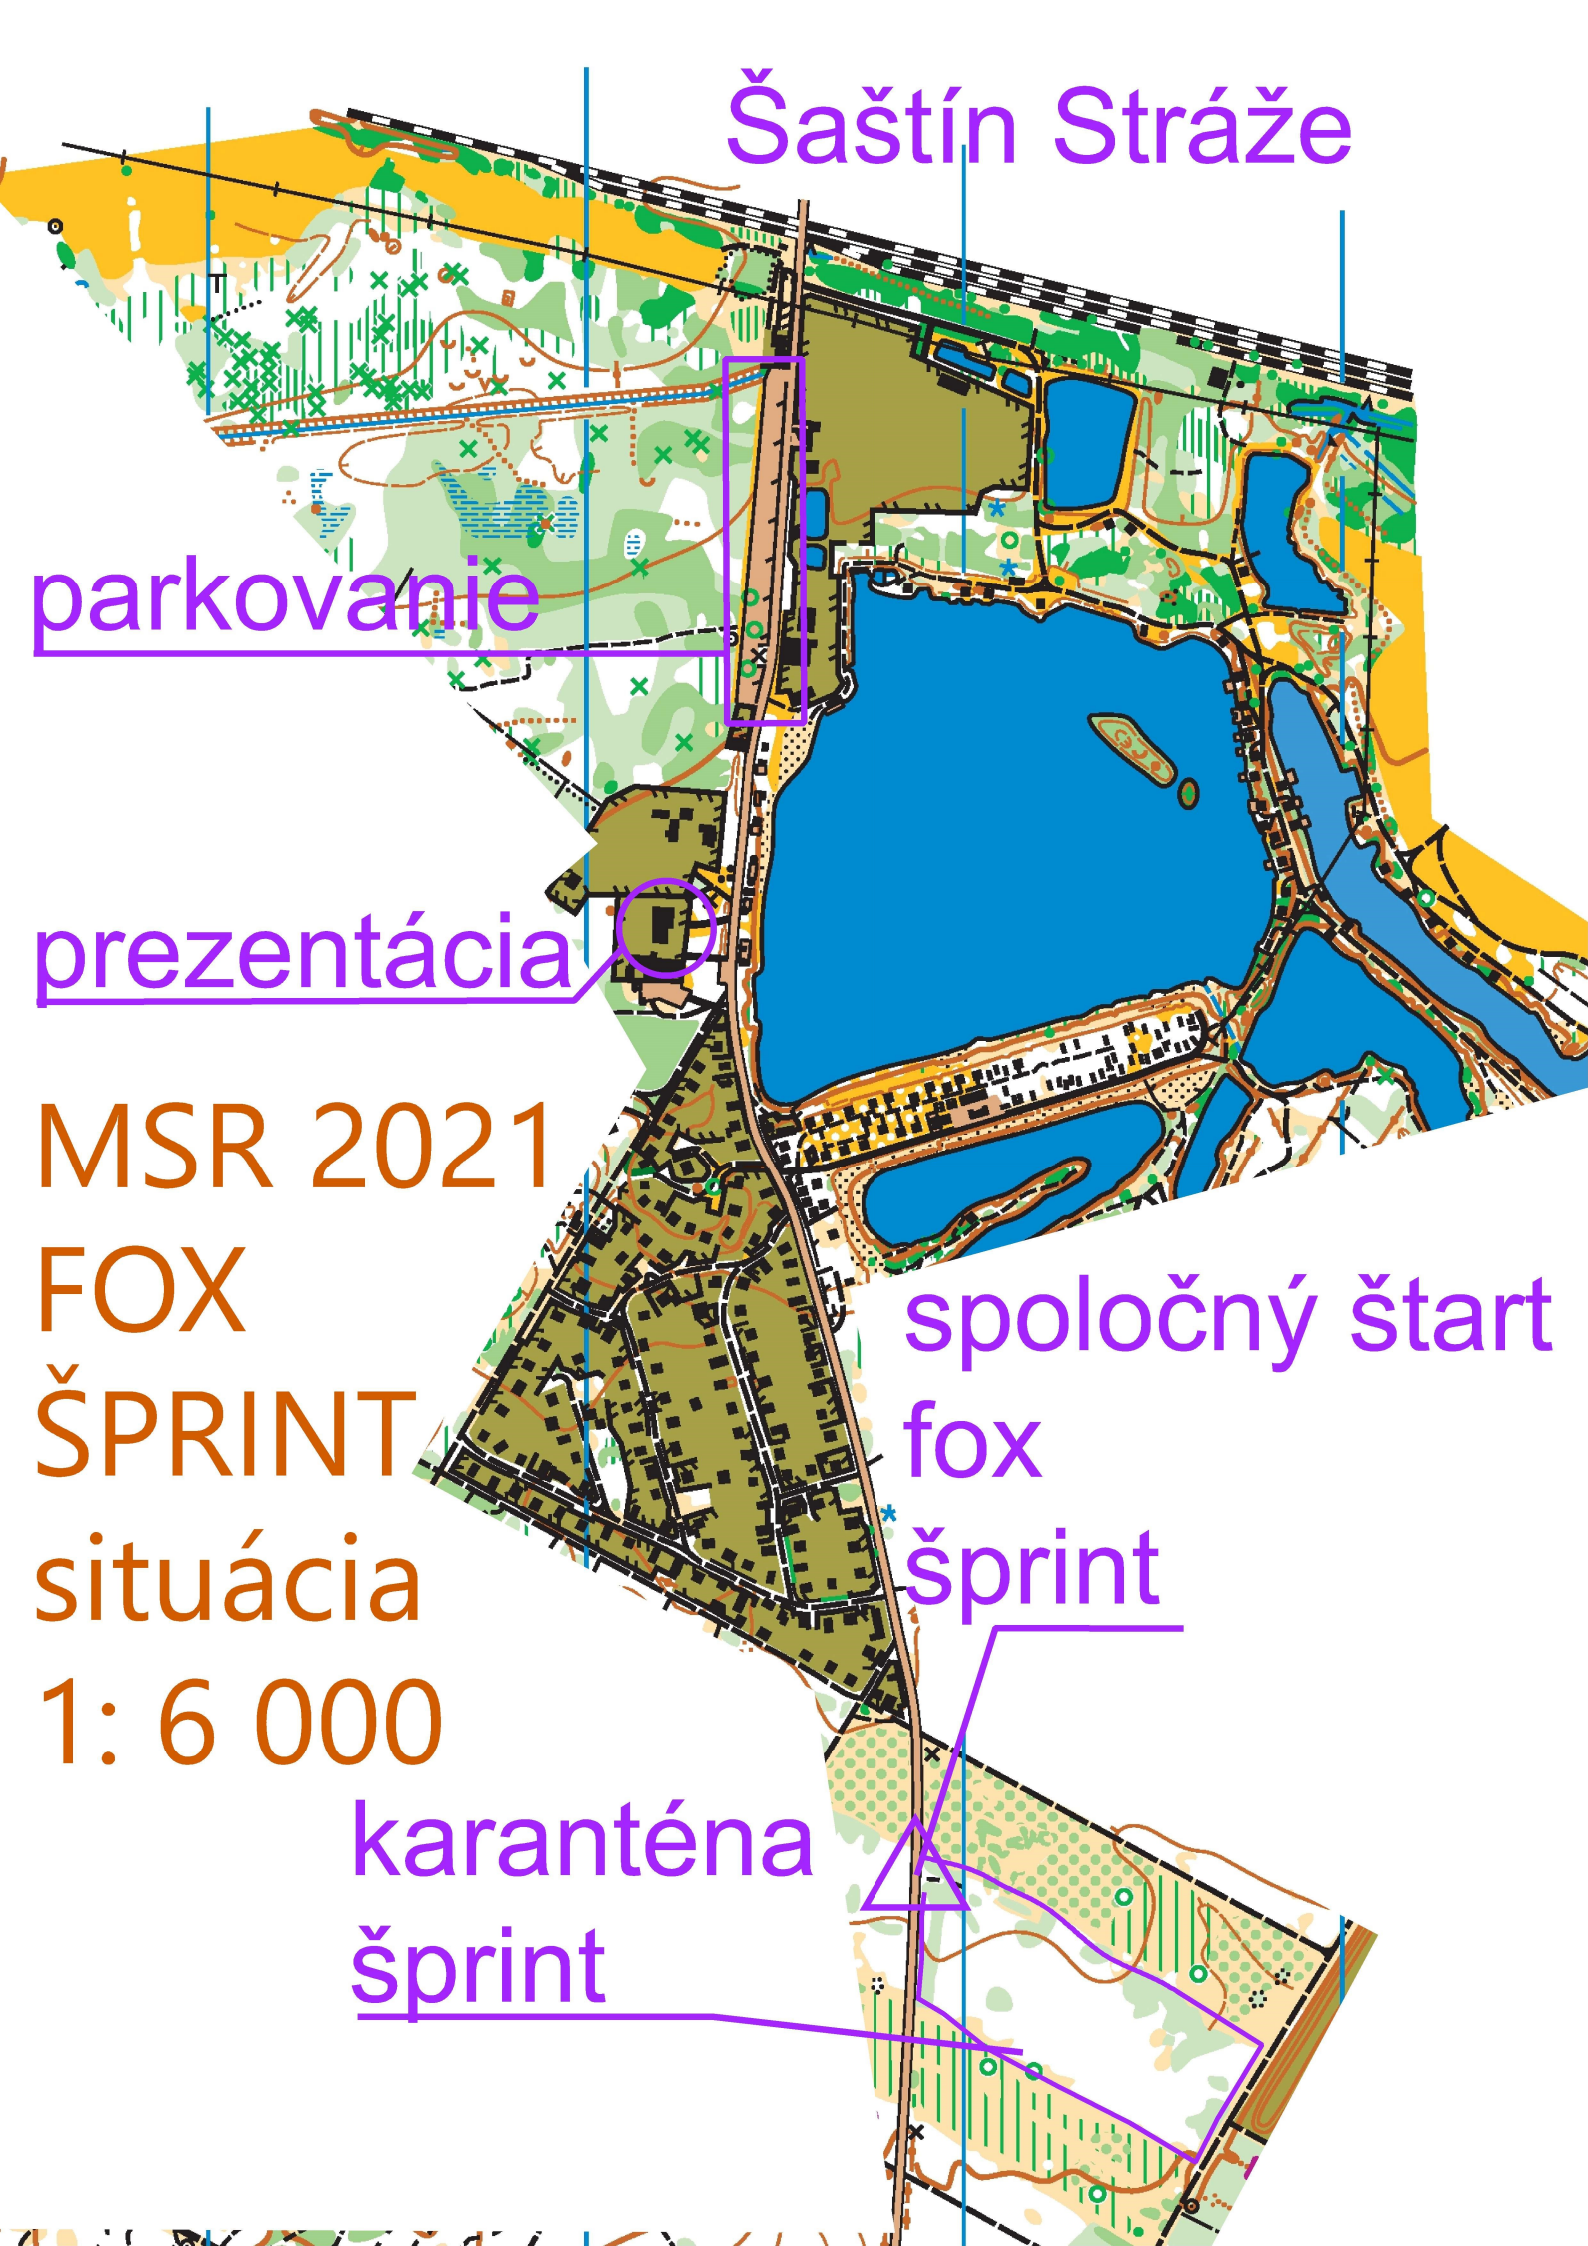 Šaštín Stráže
parkovanie
prezentácia
MSR 2021
FOX
ŠPRINT
situácia
1: 6 000
spoločný štart
fox
šprint
karanténa
šprint